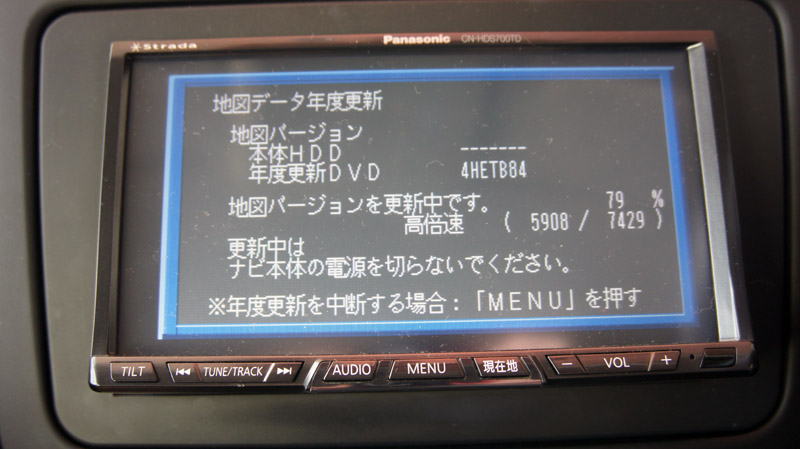 Strada
Panasonic CN-HDS700TD
地図データ年度更新
地図バージョン
本体ＨＤＤ -------
年度更新ＤＶＤ 4HETB84
地図バージョンを更新中です。 79 %
高倍速 ( 5908 / 7429 )
更新中は
ナビ本体の電源を切らないでください。
※年度更新を中断する場合：「ＭＥＮＵ」を押す
TILT TUNE/TRACK AUDIO MENU 現在地 − VOL +